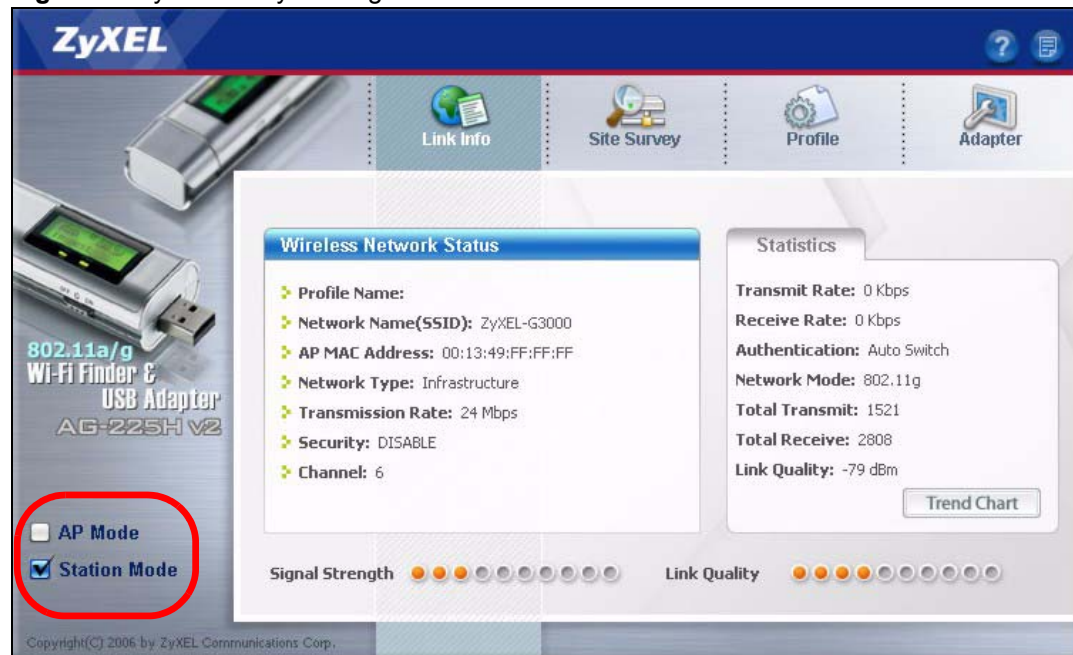 ZyXEL
?
Link Info
Site Survey
Profile
Adapter
802.11a/g
Wi-Fi Finder &
USB Adapter
AG-225H v2
AP Mode
Station Mode
Wireless Network Status
Profile Name:
Network Name(SSID): ZyXEL-G3000
AP MAC Address: 00:13:49:FF:FF:FF
Network Type: Infrastructure
Transmission Rate: 24 Mbps
Security: DISABLE
Channel: 6
Statistics
Transmit Rate: 0 Kbps
Receive Rate: 0 Kbps
Authentication: Auto Switch
Network Mode: 802.11g
Total Transmit: 1521
Total Receive: 2808
Link Quality: -79 dBm
Trend Chart
Signal Strength
Link Quality
Copyright(C) 2006 by ZyXEL Communications Corp.